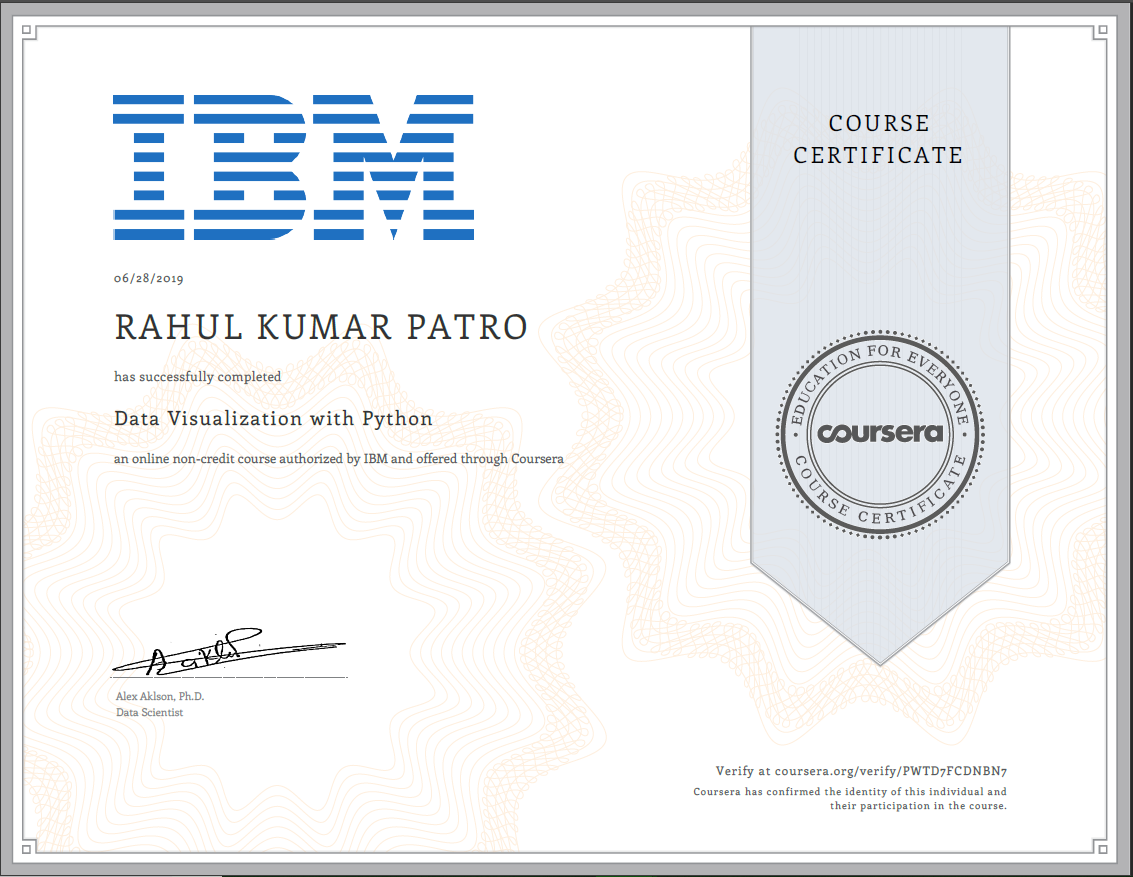 IBM
COURSE
CERTIFICATE
06/28/2019
RAHUL KUMAR PATRO
has successfully completed
Data Visualization with Python
an online non-credit course authorized by IBM and offered through Coursera
EDUCATION FOR EVERYONE
coursera
COURSE CERTIFICATE
Alex Aklson, Ph.D.
Data Scientist
Verify at coursera.org/verify/PWTD7FCDNBN7
Coursera has confirmed the identity of this individual and
their participation in the course.